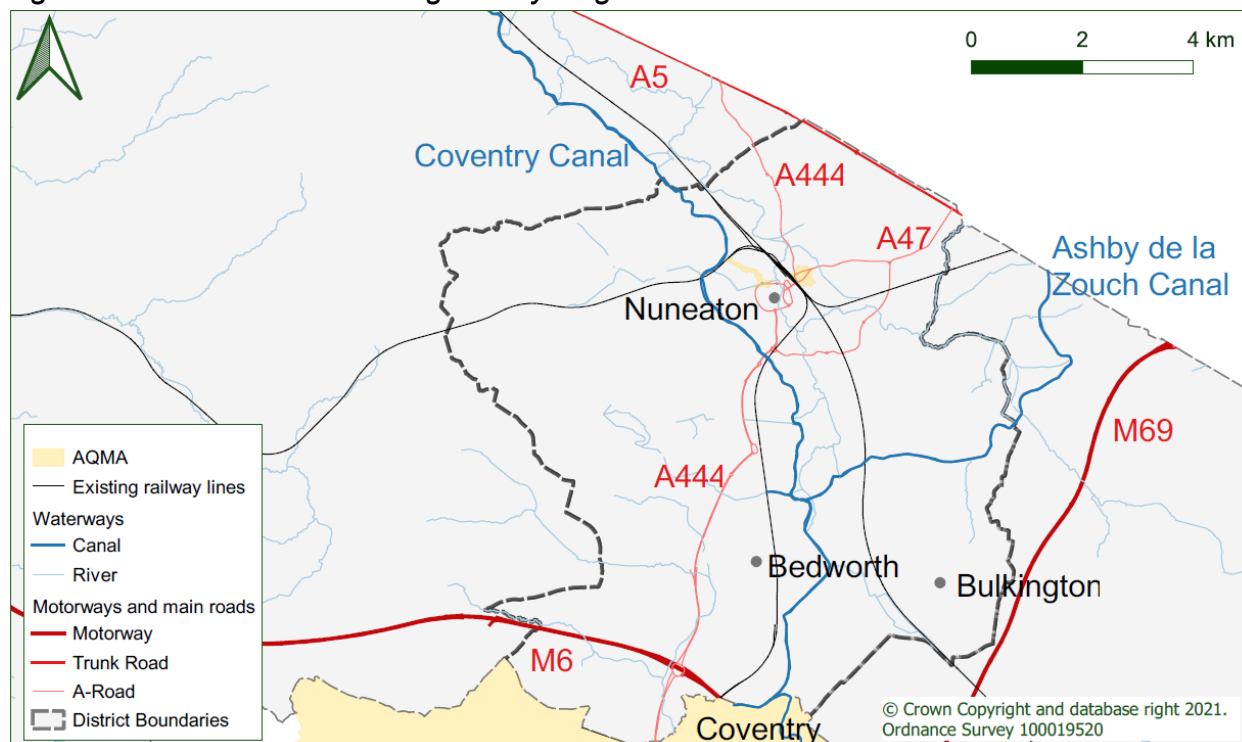 0 2 4 km
A5
Coventry Canal
A444
A47
Ashby de la
Zouch Canal
Nuneaton
M69
A444
Bedworth
Bulkington
M6
Coventry
AQMA
Existing railway lines
Waterways
Canal
River
Motorways and main roads
Motorway
Trunk Road
A-Road
District Boundaries
© Crown Copyright and database right 2021.
Ordnance Survey 100019520